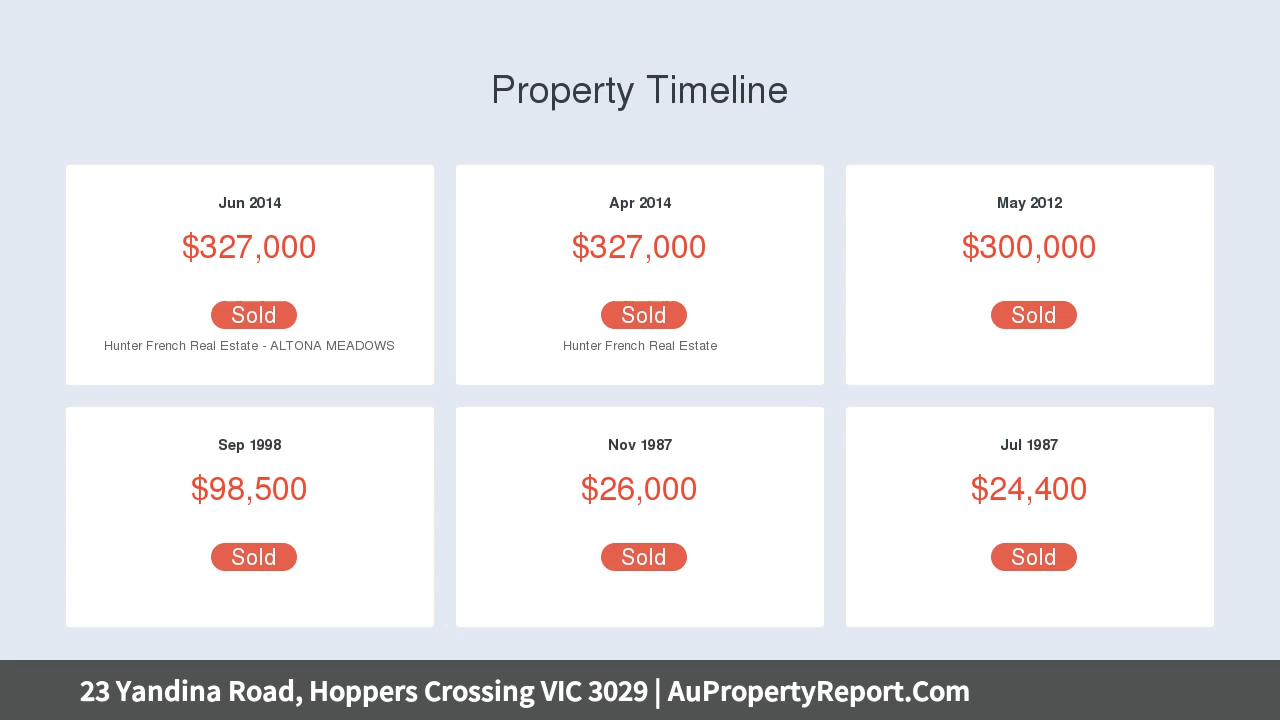 Property Timeline
Jun 2014
$327,000
Sold
Hunter French Real Estate - ALTONA MEADOWS
Apr 2014
$327,000
Sold
Hunter French Real Estate
May 2012
$300,000
Sold
Sep 1998
$98,500
Sold
Nov 1987
$26,000
Sold
Jul 1987
$24,400
Sold
23 Yandina Road, Hoppers Crossing VIC 3029 | AuPropertyReport.Com